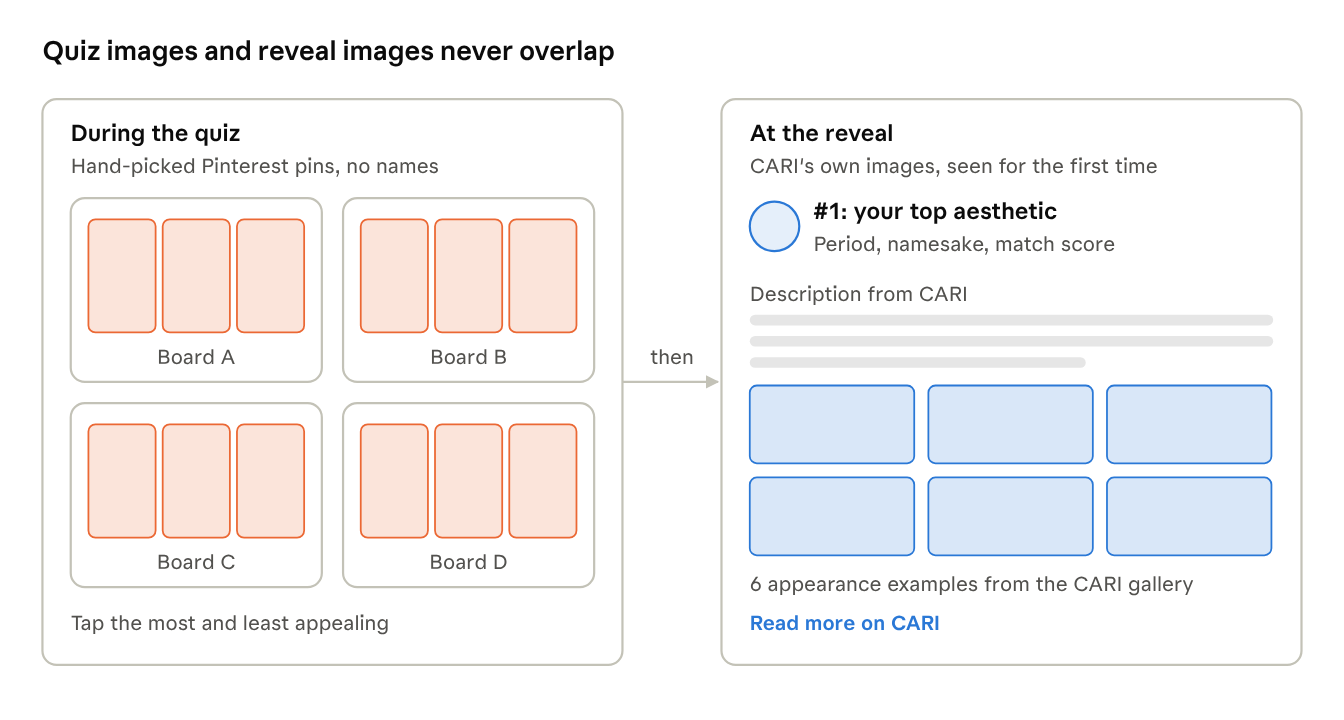 Quiz images and reveal images never overlap
During the quiz
Hand-picked Pinterest pins, no names
Board A
Board B
Board C
Board D
Tap the most and least appealing
then
At the reveal
CARI's own images, seen for the first time
#1: your top aesthetic
Period, namesake, match score
Description from CARI
6 appearance examples from the CARI gallery
Read more on CARI